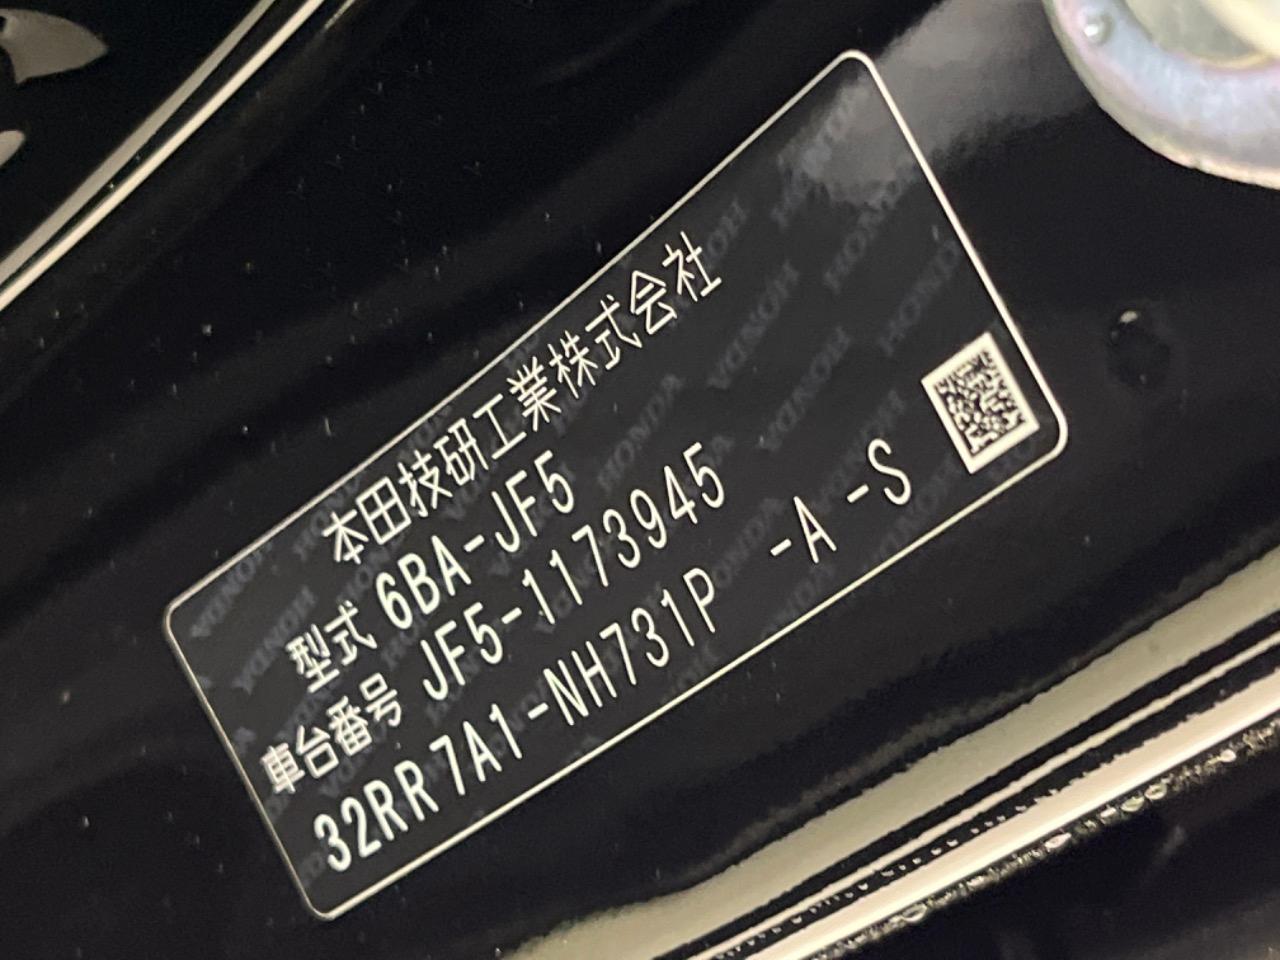 本田技研工業株式会社
型式 6BA-JF5
車台番号 JF5-1173945
32RR 7A1-NH731P -A -S